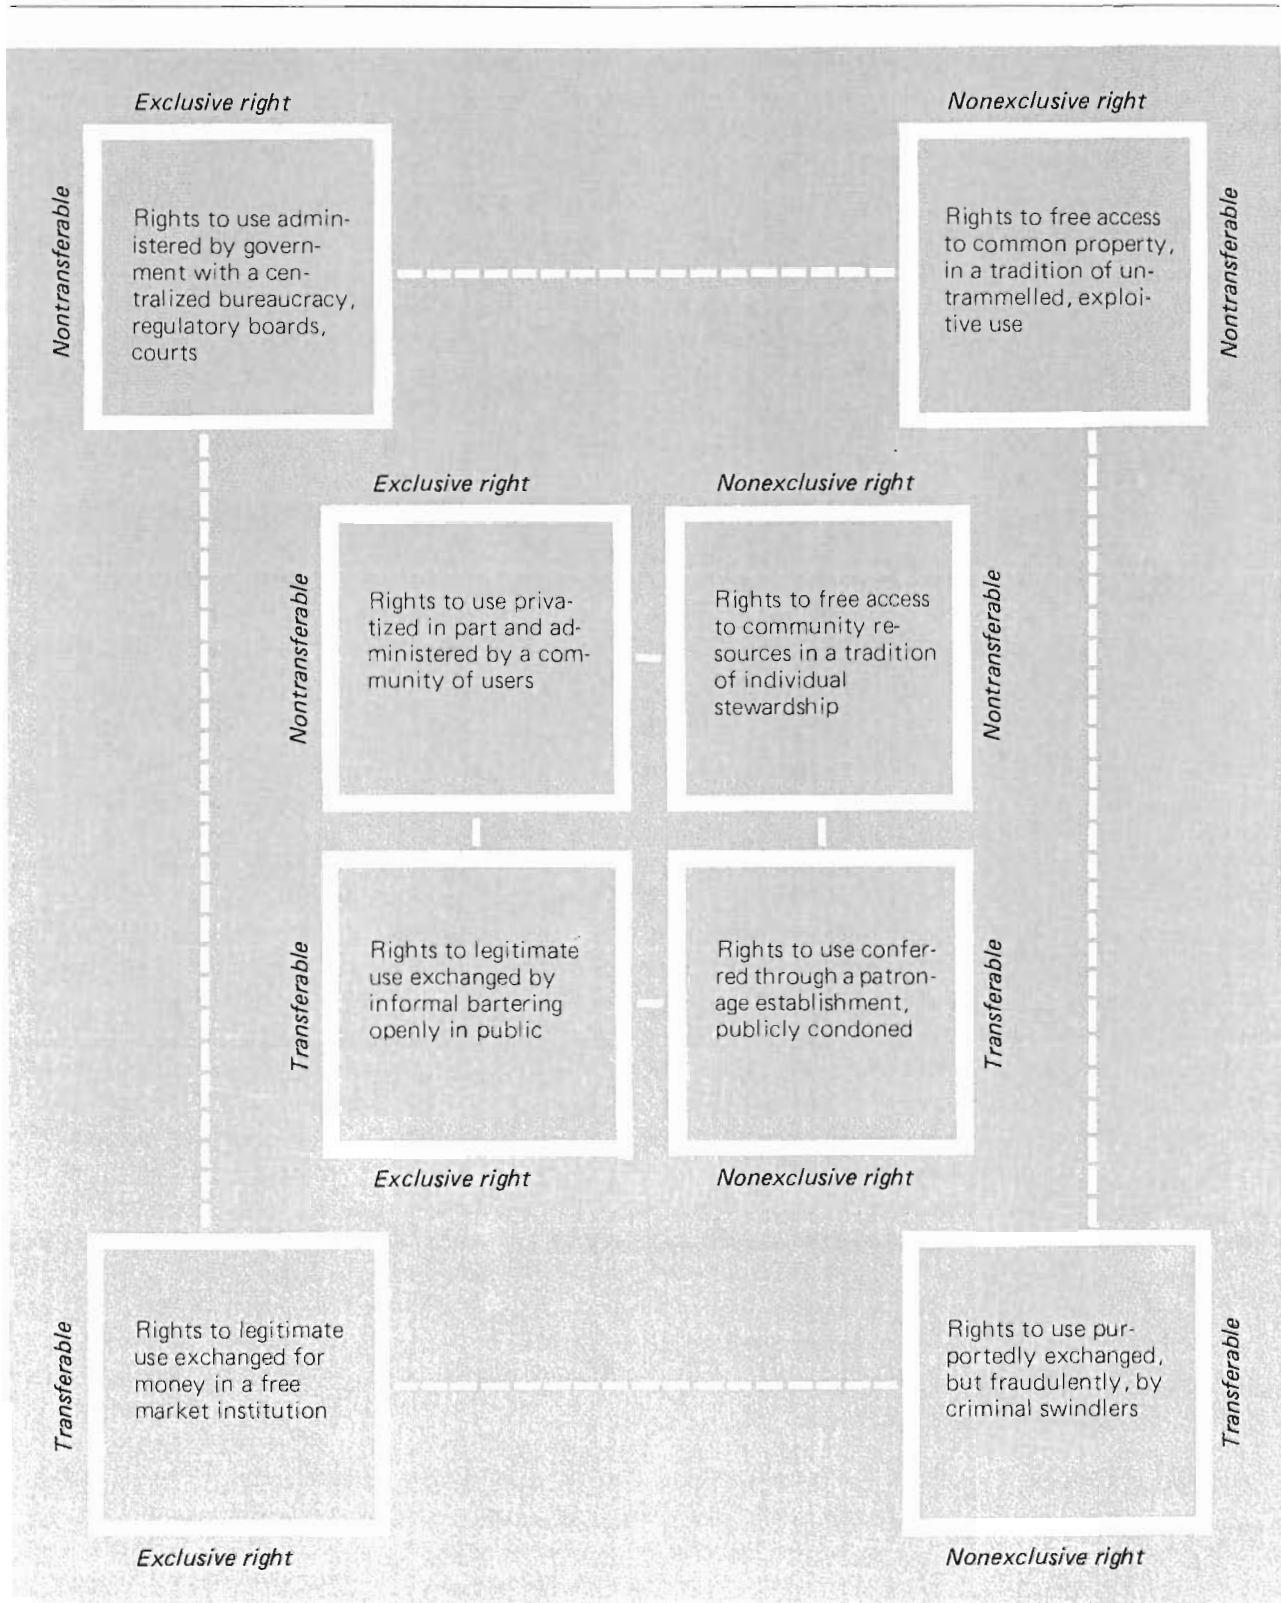 Exclusive right
Nonexclusive right
Nontransferable
Rights to use admin-
istered by govern-
ment with a cen-
tralized bureaucracy,
regulatory boards,
courts
Rights to free access
to common property,
in a tradition of un-
trammelled, exploi-
tive use
Nontransferable
Exclusive right
Nonexclusive right
Nontransferable
Rights to use priva-
tized in part and ad-
ministered by a com-
munity of users
Rights to free access
to community re-
sources in a tradition
of individual
stewardship
Nontransferable
Transferable
Rights to legitimate
use exchanged by
informal bartering
openly in public
Rights to use confer-
red through a patron-
age establishment,
publicly condoned
Transferable
Exclusive right
Nonexclusive right
Transferable
Rights to legitimate
use exchanged for
money in a free
market institution
Rights to use pur-
portedly exchanged,
but fraudulently, by
criminal swindlers
Transferable
Exclusive right
Nonexclusive right